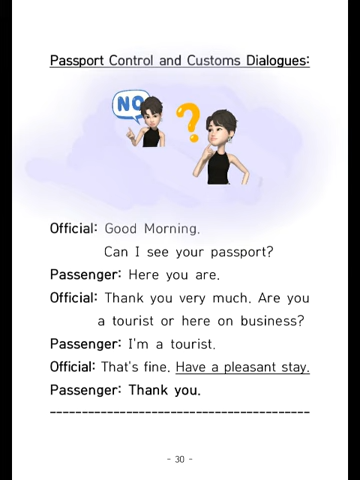 Passport Control and Customs Dialogues:
NO
?
Official: Good Morning.
Can I see your passport?
Passenger: Here you are.
Official: Thank you very much. Are you
a tourist or here on business?
Passenger: I'm a tourist.
Official: That's fine. Have a pleasant stay.
Passenger: Thank you.
-----------------------------------------
- 30 -